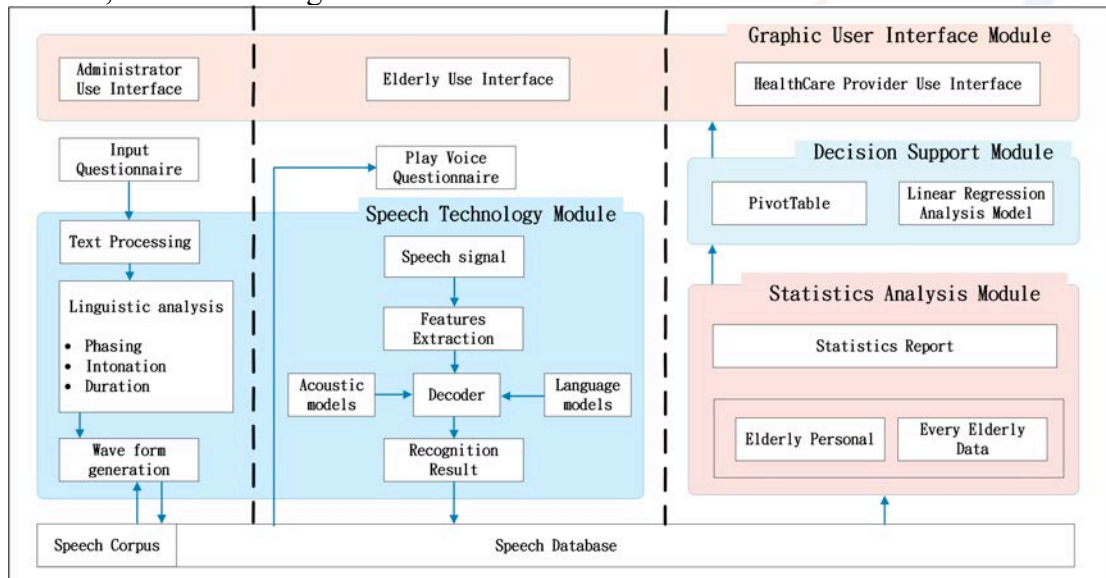 Graphic User Interface Module
Administrator
Use Interface
Elderly Use Interface
HealthCare Provider Use Interface
Input
Questionnaire
Play Voice
Questionnaire
Decision Support Module
PivotTable
Linear Regression
Analysis Model
Speech Technology Module
Text Processing
Linguistic analysis
• Phasing
• Intonation
• Duration
Wave form
generation
Speech signal
Features
Extraction
Acoustic
models
Decoder
Language
models
Recognition
Result
Statistics Analysis Module
Statistics Report
Elderly Personal
Every Elderly
Data
Speech Corpus
Speech Database